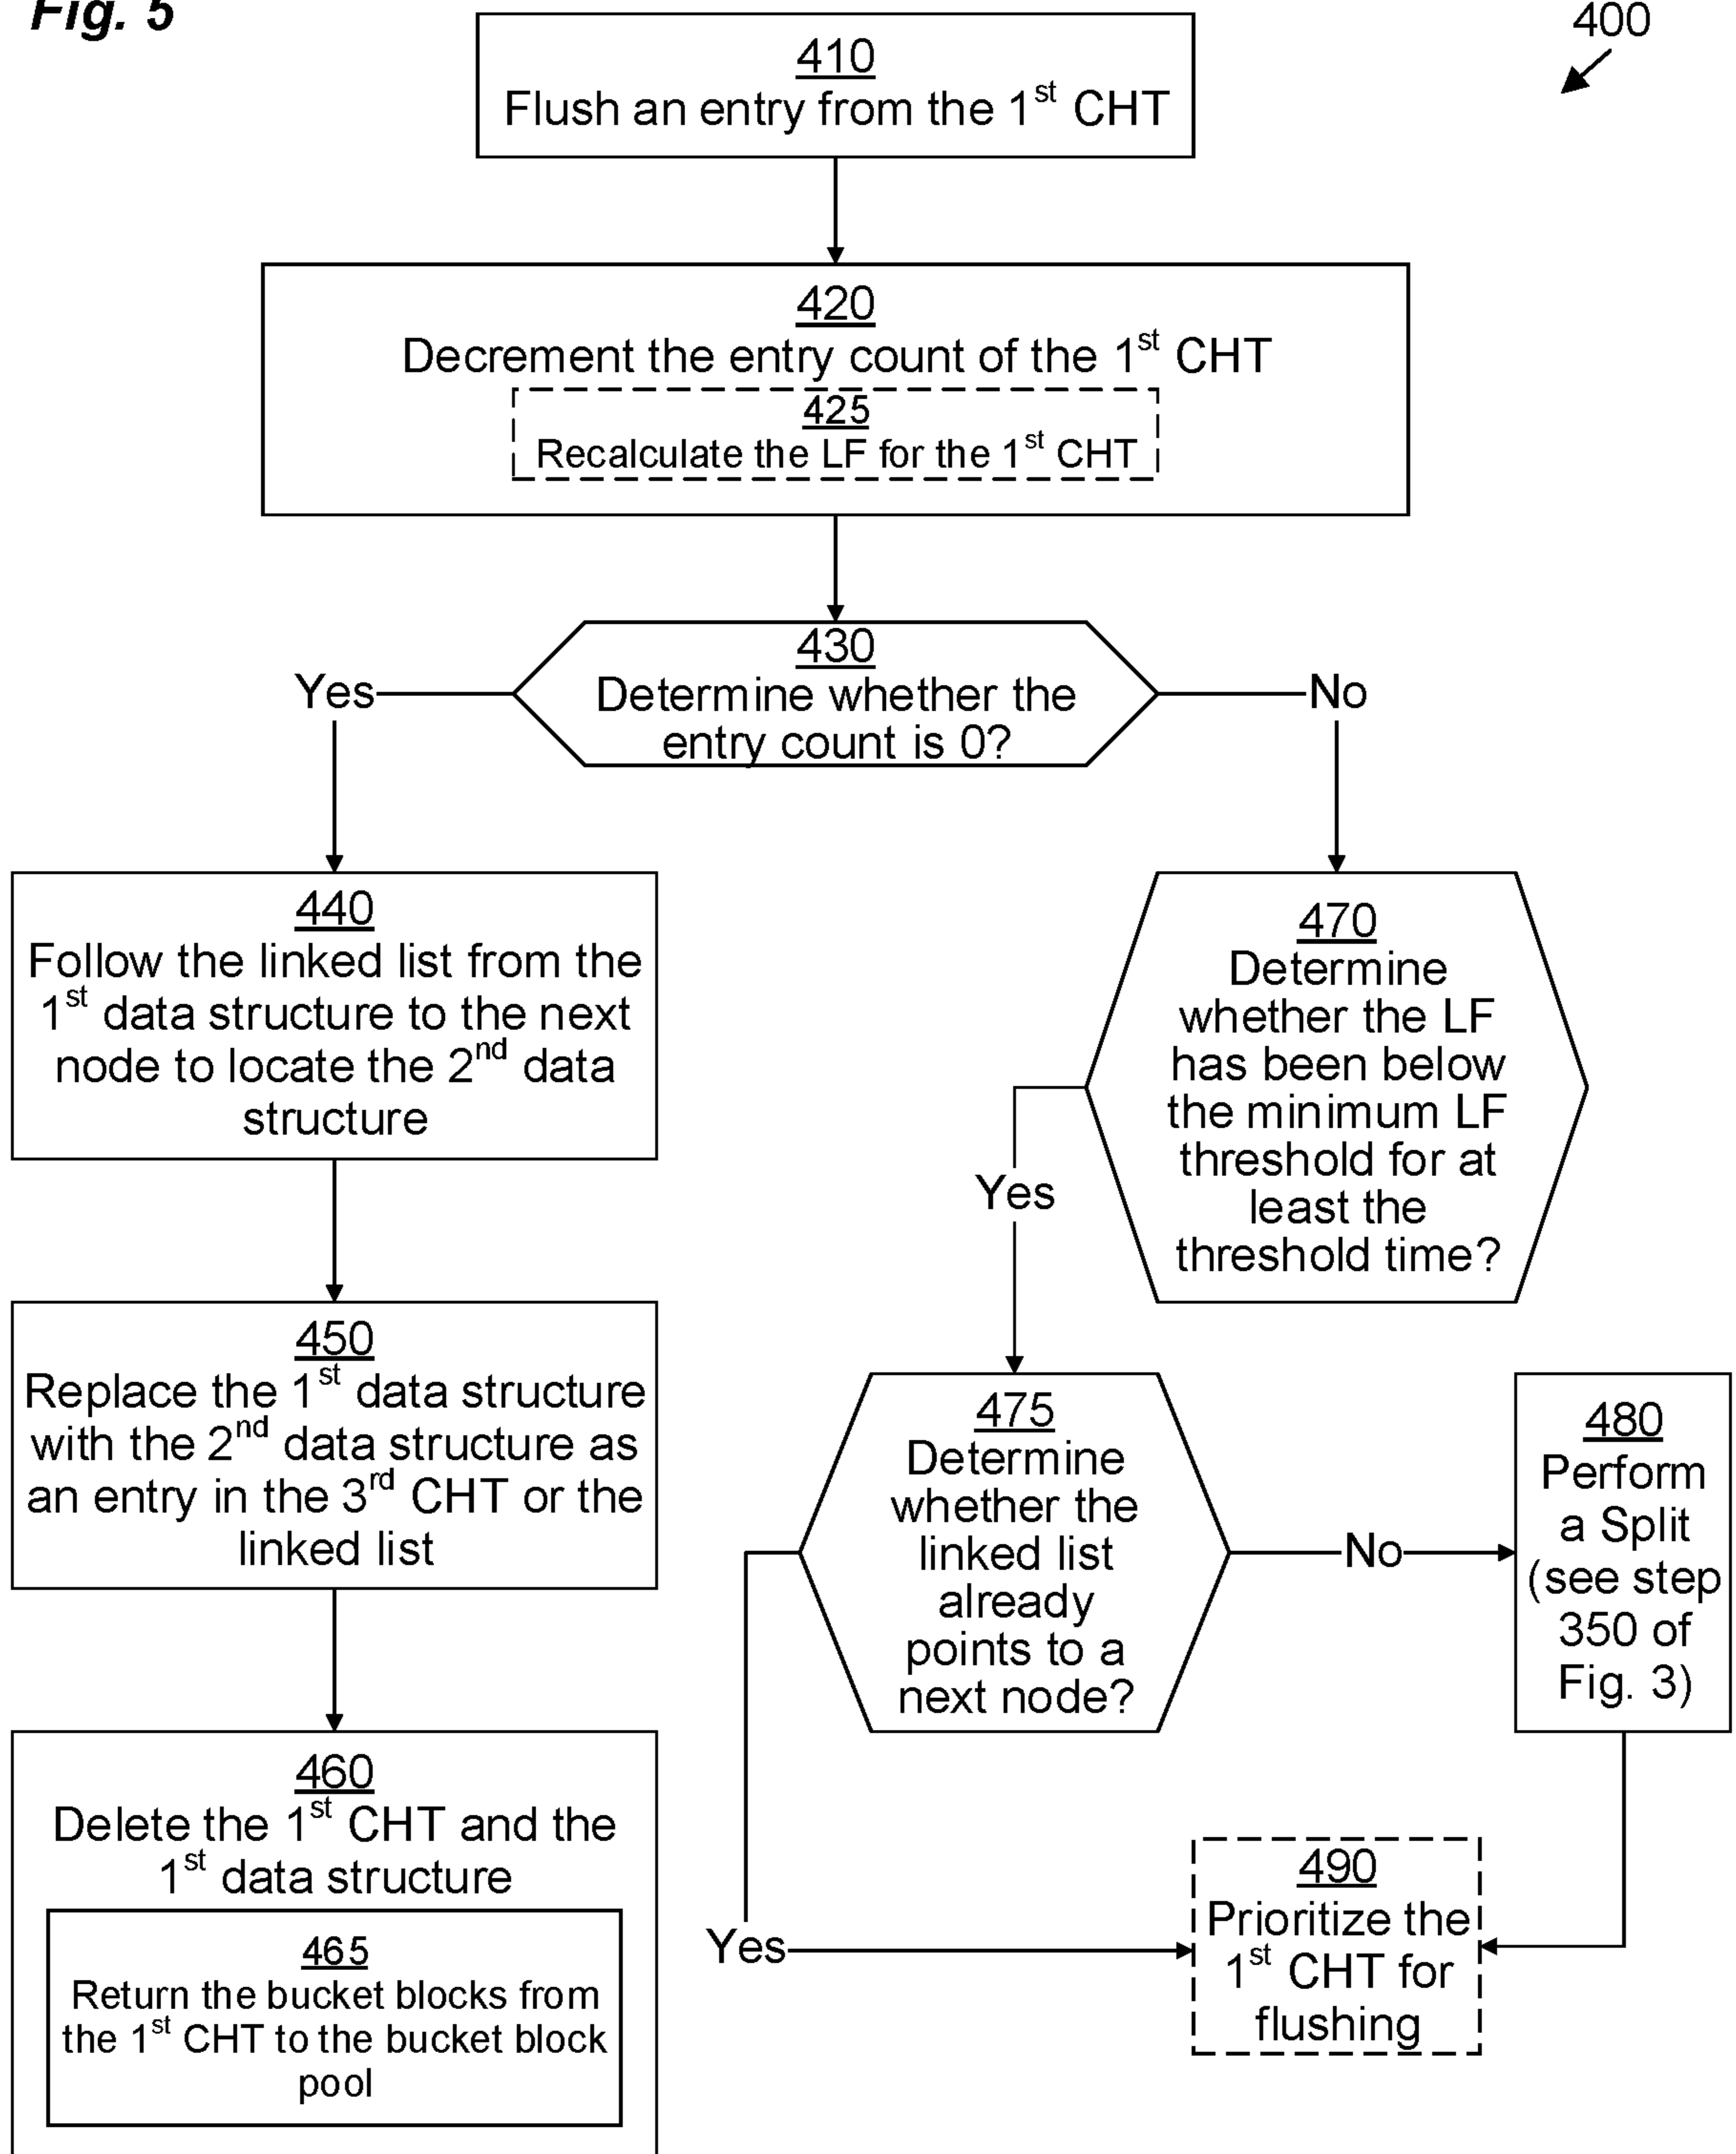 Fig. 5
400
410
Flush an entry from the 1st CHT
420
Decrement the entry count of the 1st CHT
425
Recalculate the LF for the 1st CHT
430
Determine whether the
entry count is 0?
Yes
No
440
Follow the linked list from the
1st data structure to the next
node to locate the 2nd data
structure
450
Replace the 1st data structure
with the 2nd data structure as
an entry in the 3rd CHT or the
linked list
460
Delete the 1st CHT and the
1st data structure
465
Return the bucket blocks from
the 1st CHT to the bucket block
pool
470
Determine
whether the LF
has been below
the minimum LF
threshold for at
least the
threshold time?
Yes
475
Determine
whether the
linked list
already
points to a
next node?
No
480
Perform
a Split
(see step
350 of
Fig. 3)
Yes
490
Prioritize the
1st CHT for
flushing